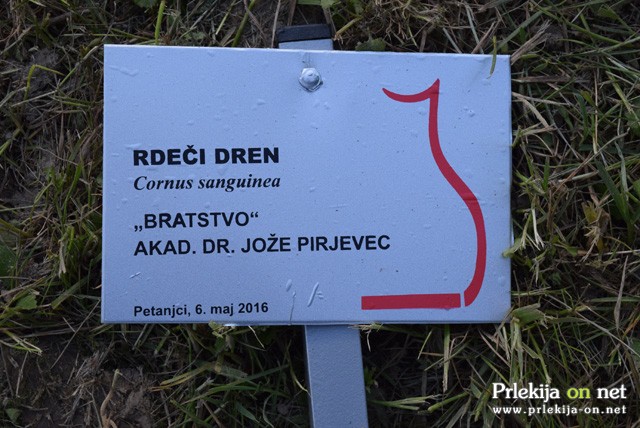 RDEČI DREN
Cornus sanguinea
„BRATSTVO“
AKAD. DR. JOŽE PIRJEVEC
Petanjci, 6. maj 2016
Prlekija on net
www.prlekija-on.net